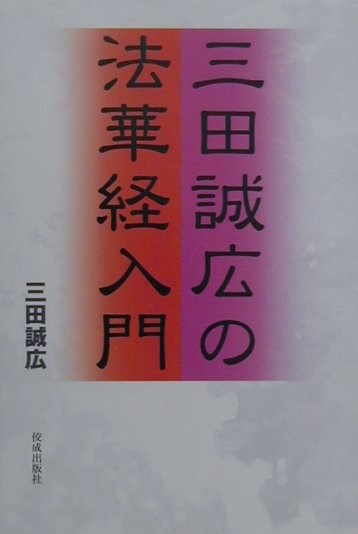 三田誠広の
法華経入門
三田誠広
佼成出版社